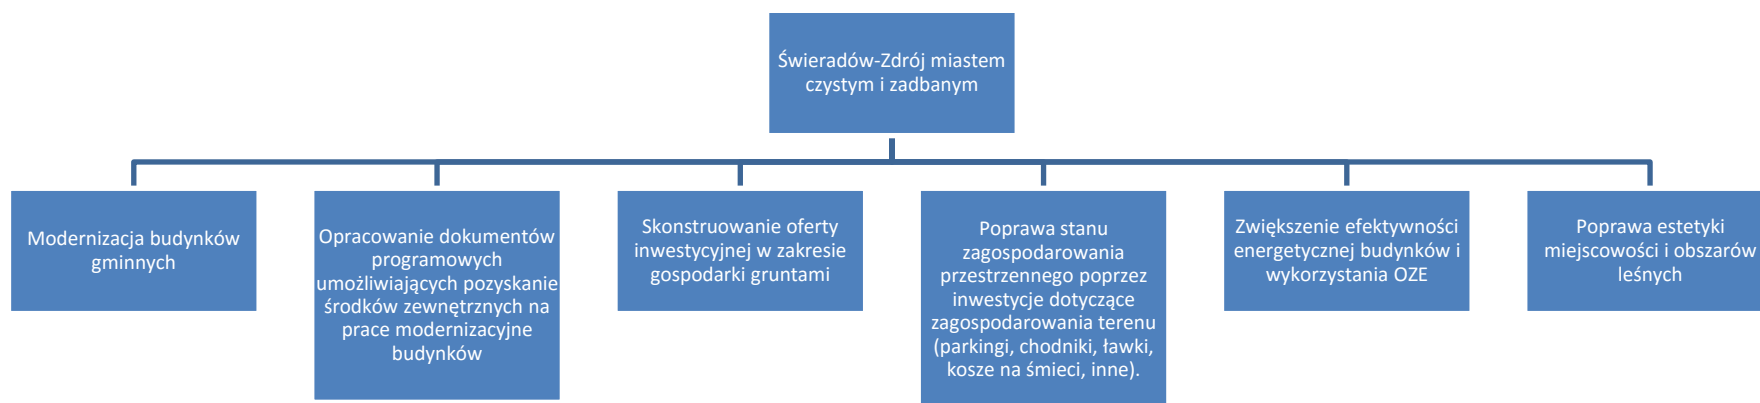 Świeradów-Zdrój miastem
czystym i zadbanym
Modernizacja budynków
gminnych
Opracowanie dokumentów
programowych
umożliwiających pozyskanie
środków zewnętrznych na
prace modernizacyjne
budynków
Skonstruowanie oferty
inwestycyjnej w zakresie
gospodarki gruntami
Poprawa stanu
zagospodarowania
przestrzennego poprzez
inwestycje dotyczące
zagospodarowania terenu
(parkingi, chodniki, ławki,
kosze na śmieci, inne).
Zwiększenie efektywności
energetycznej budynków i
wykorzystania OZE
Poprawa estetyki
miejscowości i obszarów
leśnych